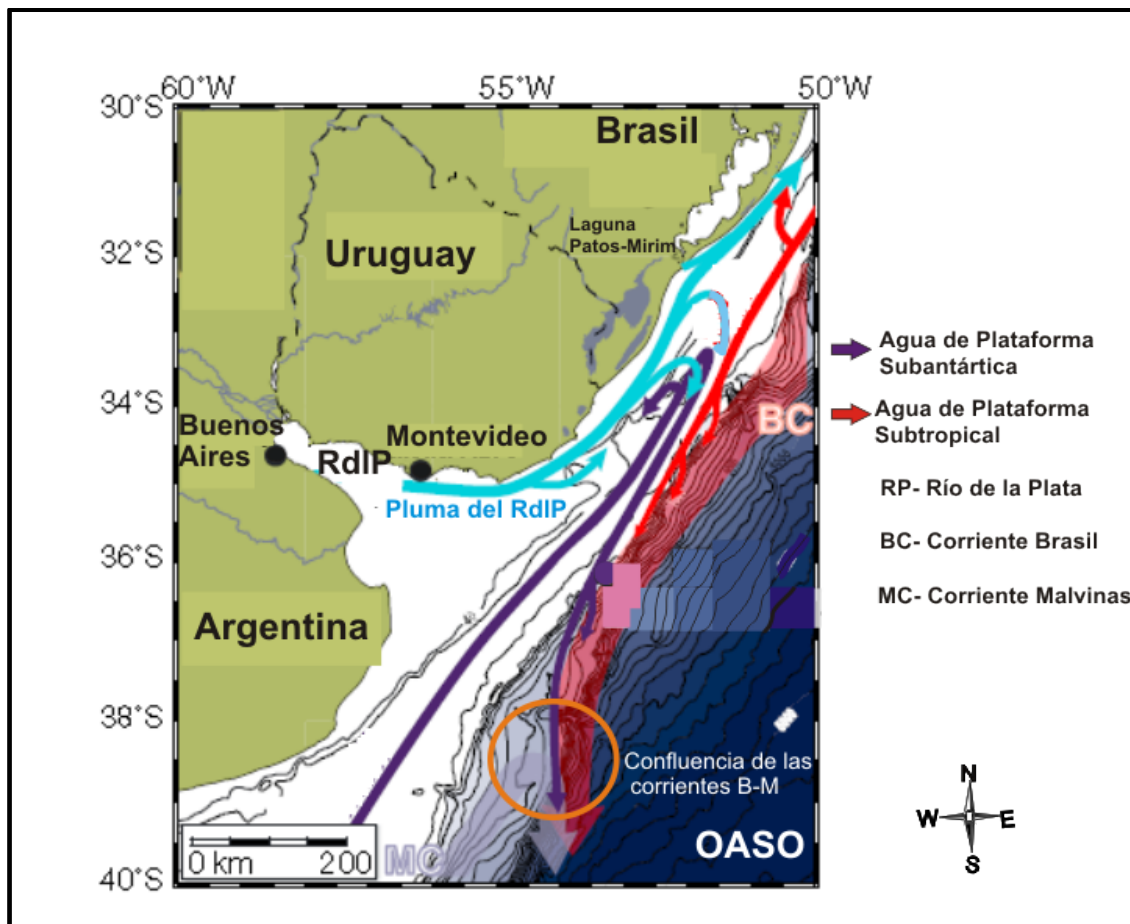 60°W 55°W 50°W
30°S
32°S
34°S
36°S
38°S
40°S
Brasil
Laguna
Patos-Mirim
Uruguay
Buenos
Aires
RdlP
Montevideo
Pluma del RdlP
Argentina
BC
Confluencia de las
corrientes B-M
OASO
MC
0 km 200
Agua de Plataforma
Subantártica
Agua de Plataforma
Subtropical
RP- Río de la Plata
BC- Corriente Brasil
MC- Corriente Malvinas
N
W E
S